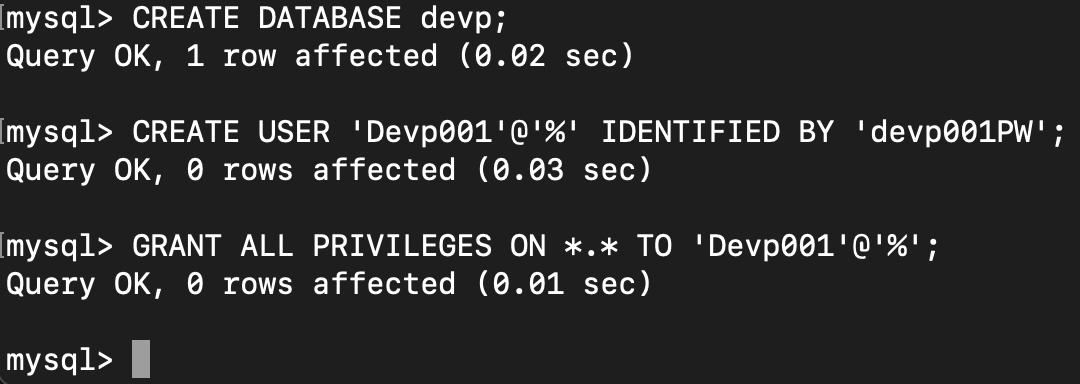 mysql> CREATE DATABASE devp;
Query OK, 1 row affected (0.02 sec)
mysql> CREATE USER 'Devp001'@'%' IDENTIFIED BY 'devp001PW';
Query OK, 0 rows affected (0.03 sec)
mysql> GRANT ALL PRIVILEGES ON *.* TO 'Devp001'@'%';
Query OK, 0 rows affected (0.01 sec)
mysql>